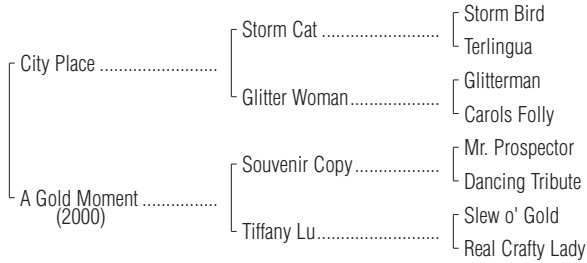 Storm Bird
Storm Cat ........................
Terlingua
City Place ........................
Glitterman
Glitter Woman..................
Carols Folly
Mr. Prospector
Souvenir Copy.................
Dancing Tribute
A Gold Moment ...............
(2000)
Slew o' Gold
Tiffany Lu.........................
Real Crafty Lady